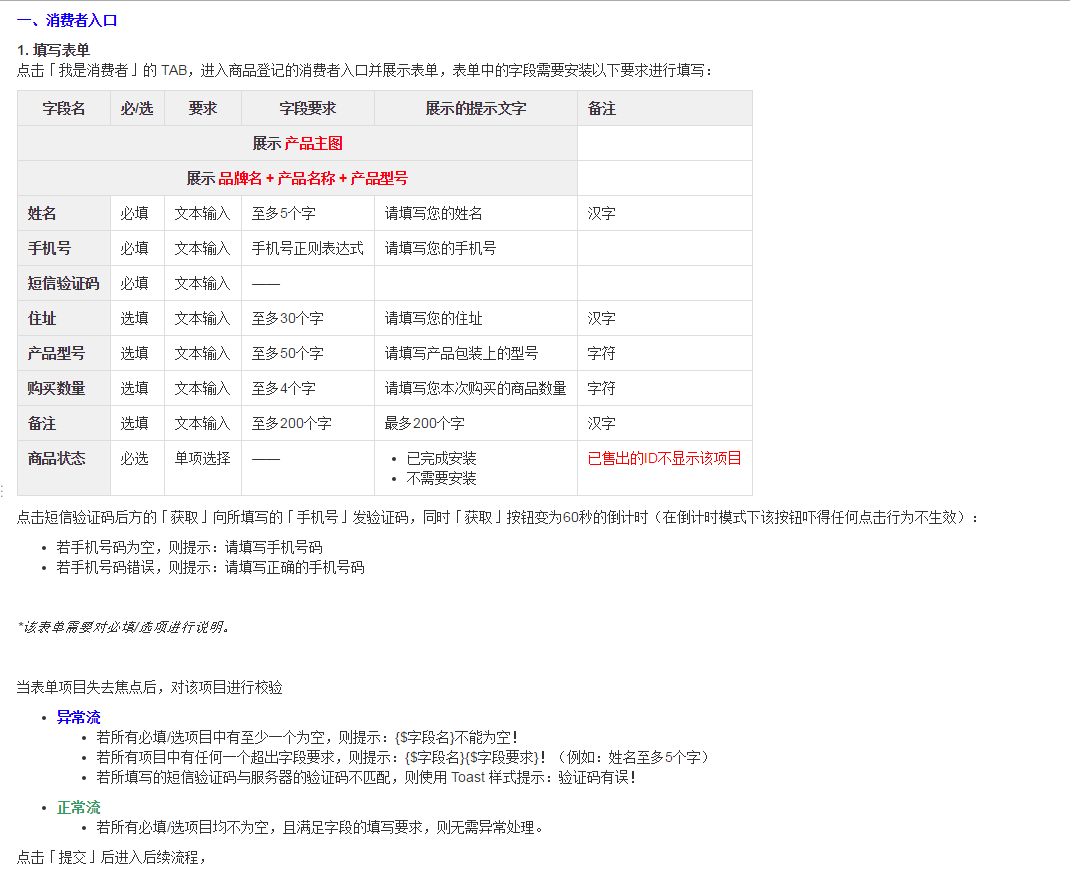 一、消费者入口
1. 填写表单
点击「我是消费者」的 TAB，进入商品登记的消费者入口并展示表单，表单中的字段需要安装以下要求进行填写：
字段名 必/选 要求 字段要求 展示的提示文字 备注
展示 产品主图
展示 品牌名 + 产品名称 + 产品型号
姓名 必填 文本输入 至多5个字 请填写您的姓名 汉字
手机号 必填 文本输入 手机号正则表达式 请填写您的手机号
短信验证码 必填 文本输入 ——
住址 选填 文本输入 至多30个字 请填写您的住址 汉字
产品型号 选填 文本输入 至多50个字 请填写产品包装上的型号 字符
购买数量 选填 文本输入 至多4个字 请填写您本次购买的商品数量 字符
备注 选填 文本输入 至多200个字 最多200个字 汉字
商品状态 必选 单项选择 —— • 已完成安装 已售出的ID不显示该项目
• 不需要安装
点击短信验证码后方的「获取」向所填写的「手机号」发验证码，同时「获取」按钮变为60秒的倒计时（在倒计时模式下该按钮吓得任何点击行为不生效）：
• 若手机号码为空，则提示：请填写手机号码
• 若手机号码错误，则提示：请填写正确的手机号码
*该表单需要对必填/选项进行说明。
当表单项目失去焦点后，对该项目进行校验
• 异常流
• 若所有必填/选项目中有至少一个为空，则提示：{$字段名}不能为空！
• 若所有项目中有任何一个超出字段要求，则提示：{$字段名}{$字段要求}！（例如：姓名至多5个字）
• 若所填写的短信验证码与服务器的验证码不匹配，则使用 Toast 样式提示：验证码有误！
• 正常流
• 若所有必填/选项目均不为空，且满足字段的填写要求，则无需异常处理。
点击「提交」后进入后续流程，